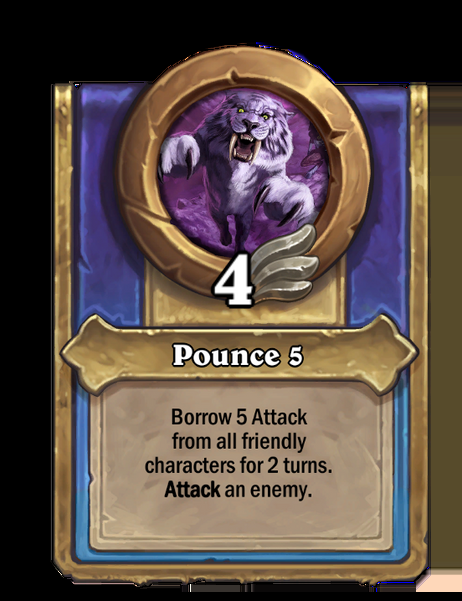 4
Pounce 5
Borrow 5 Attack
from all friendly
characters for 2 turns.
Attack an enemy.